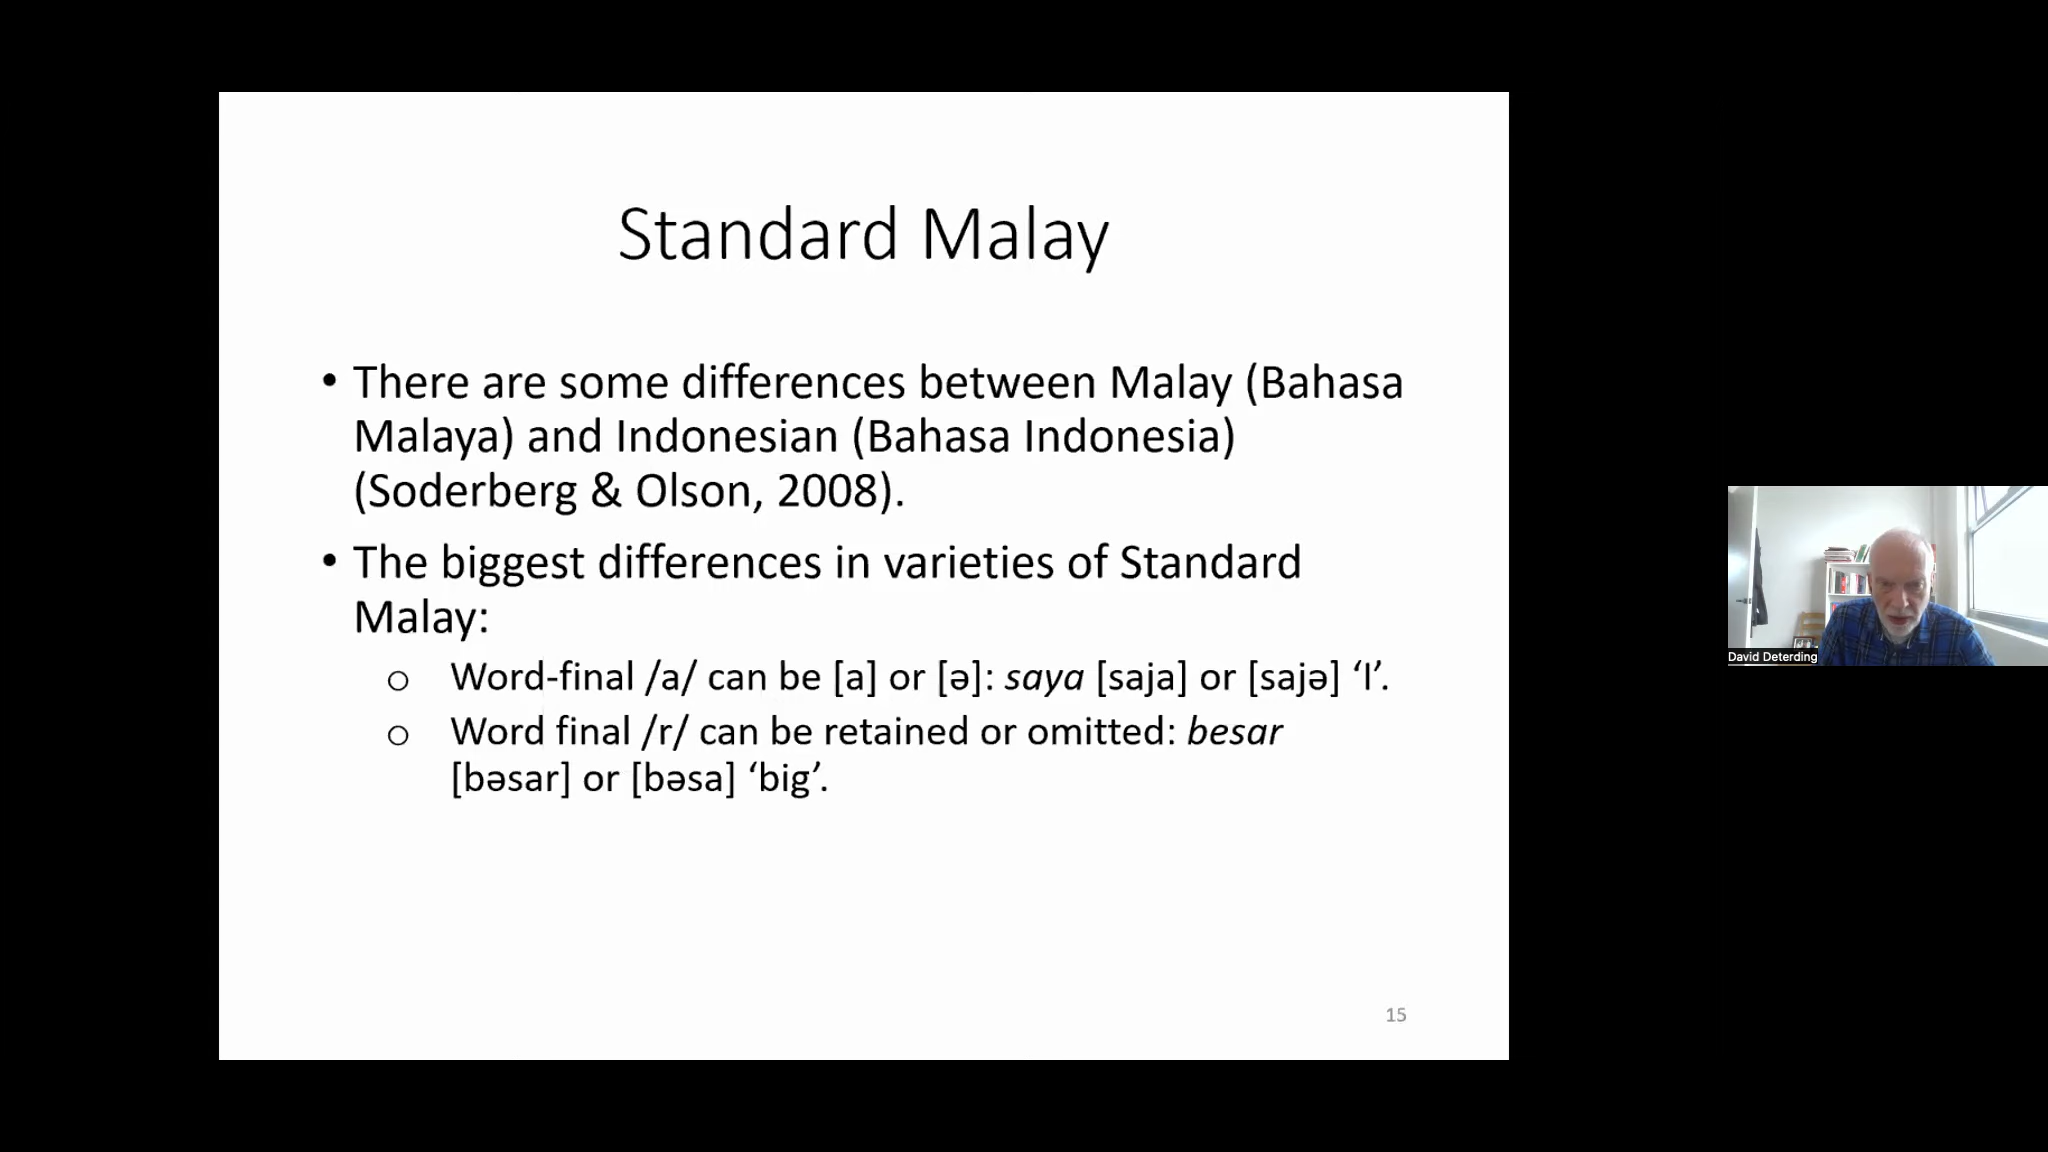 Standard Malay
• There are some differences between Malay (Bahasa
Malaya) and Indonesian (Bahasa Indonesia)
(Soderberg & Olson, 2008).
• The biggest differences in varieties of Standard
Malay:
o Word-final /a/ can be [a] or [ə]: saya [saja] or [sajə] ‘I’.
o Word final /r/ can be retained or omitted: besar
[bəsar] or [bəsa] ‘big’.
15
David Deterding